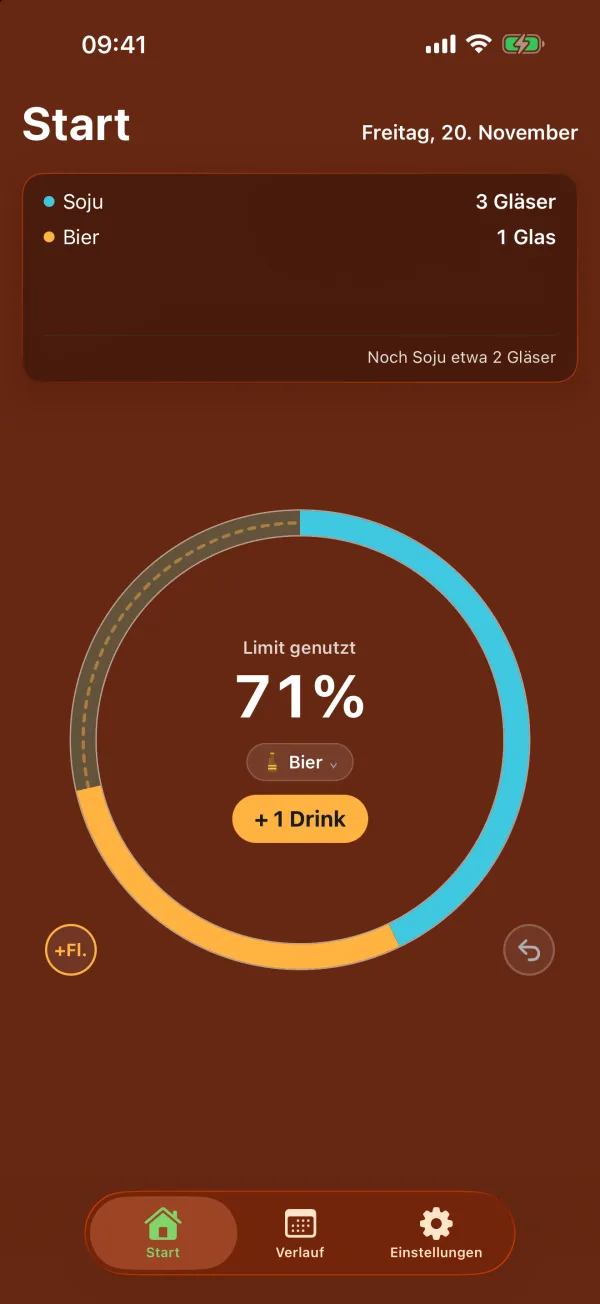 09:41
Start
Freitag, 20. November
Soju 3 Gläser
Bier 1 Glas
Noch Soju etwa 2 Gläser
Limit genutzt
71%
Bier
+ 1 Drink
+Fl.
Start
Verlauf
Einstellungen